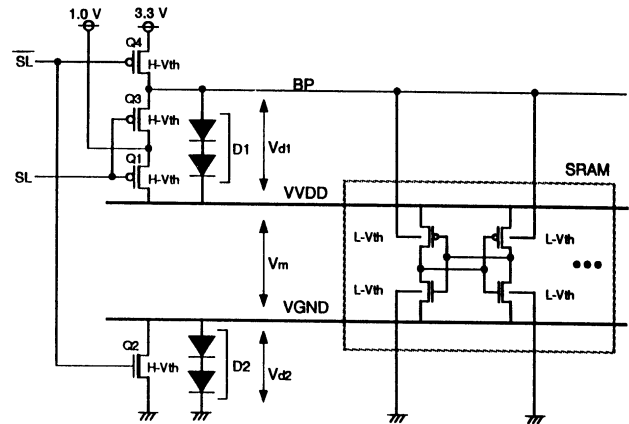 1.0 V
3.3 V
Q4
SL
H-Vth
BP
Q3
H-Vth
D1
Vd1
Q1
SL
H-Vth
VVDD
SRAM
L-Vth
L-Vth
Vm
L-Vth
L-Vth
VGND
Q2
H-Vth
D2
Vd2